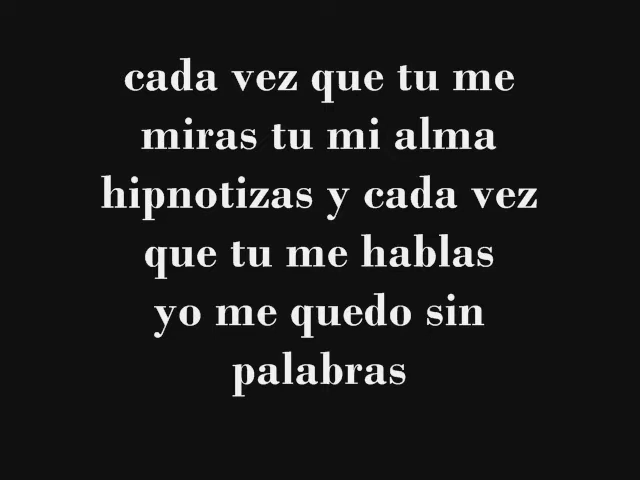 cada vez que tu me
miras tu mi alma
hipnotizas y cada vez
que tu me hablas
yo me quedo sin
palabras